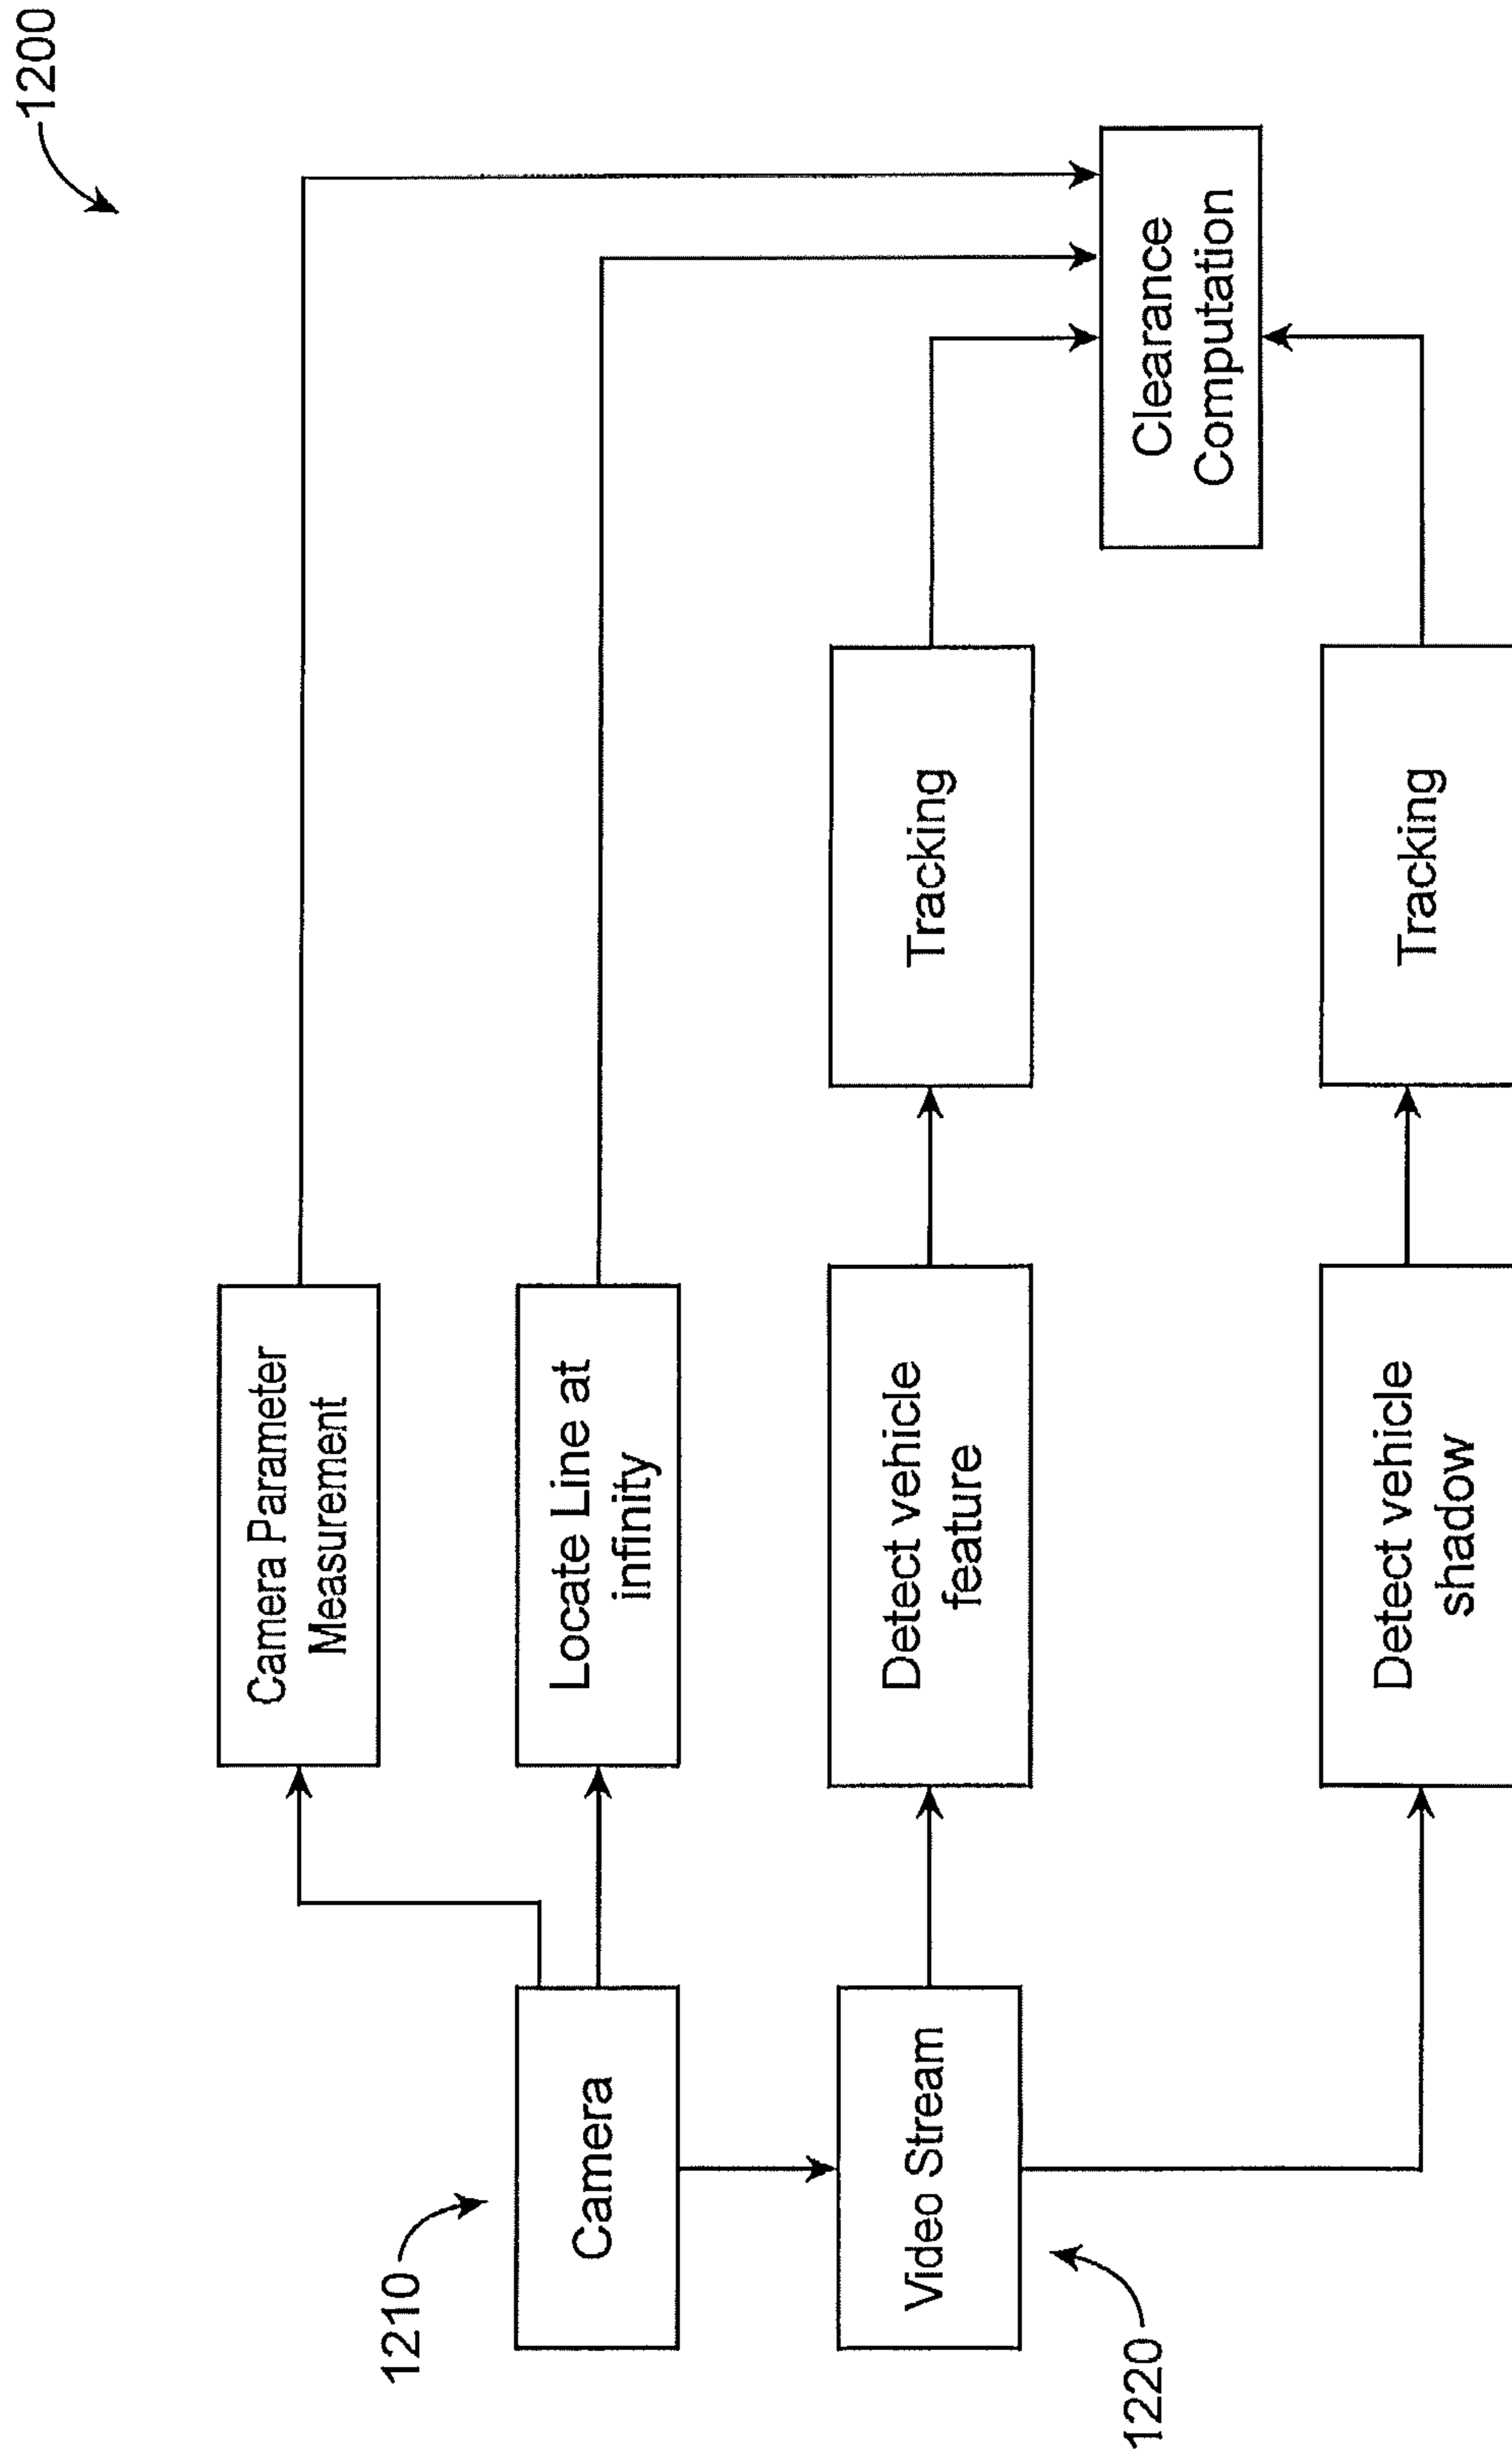 1200
Camera Parameter
Measurement
1210
Camera
Locate Line at
infinity
Video Stream
Detect vehicle
feature
Tracking
Clearance
Computation
1220
Detect vehicle
shadow
Tracking